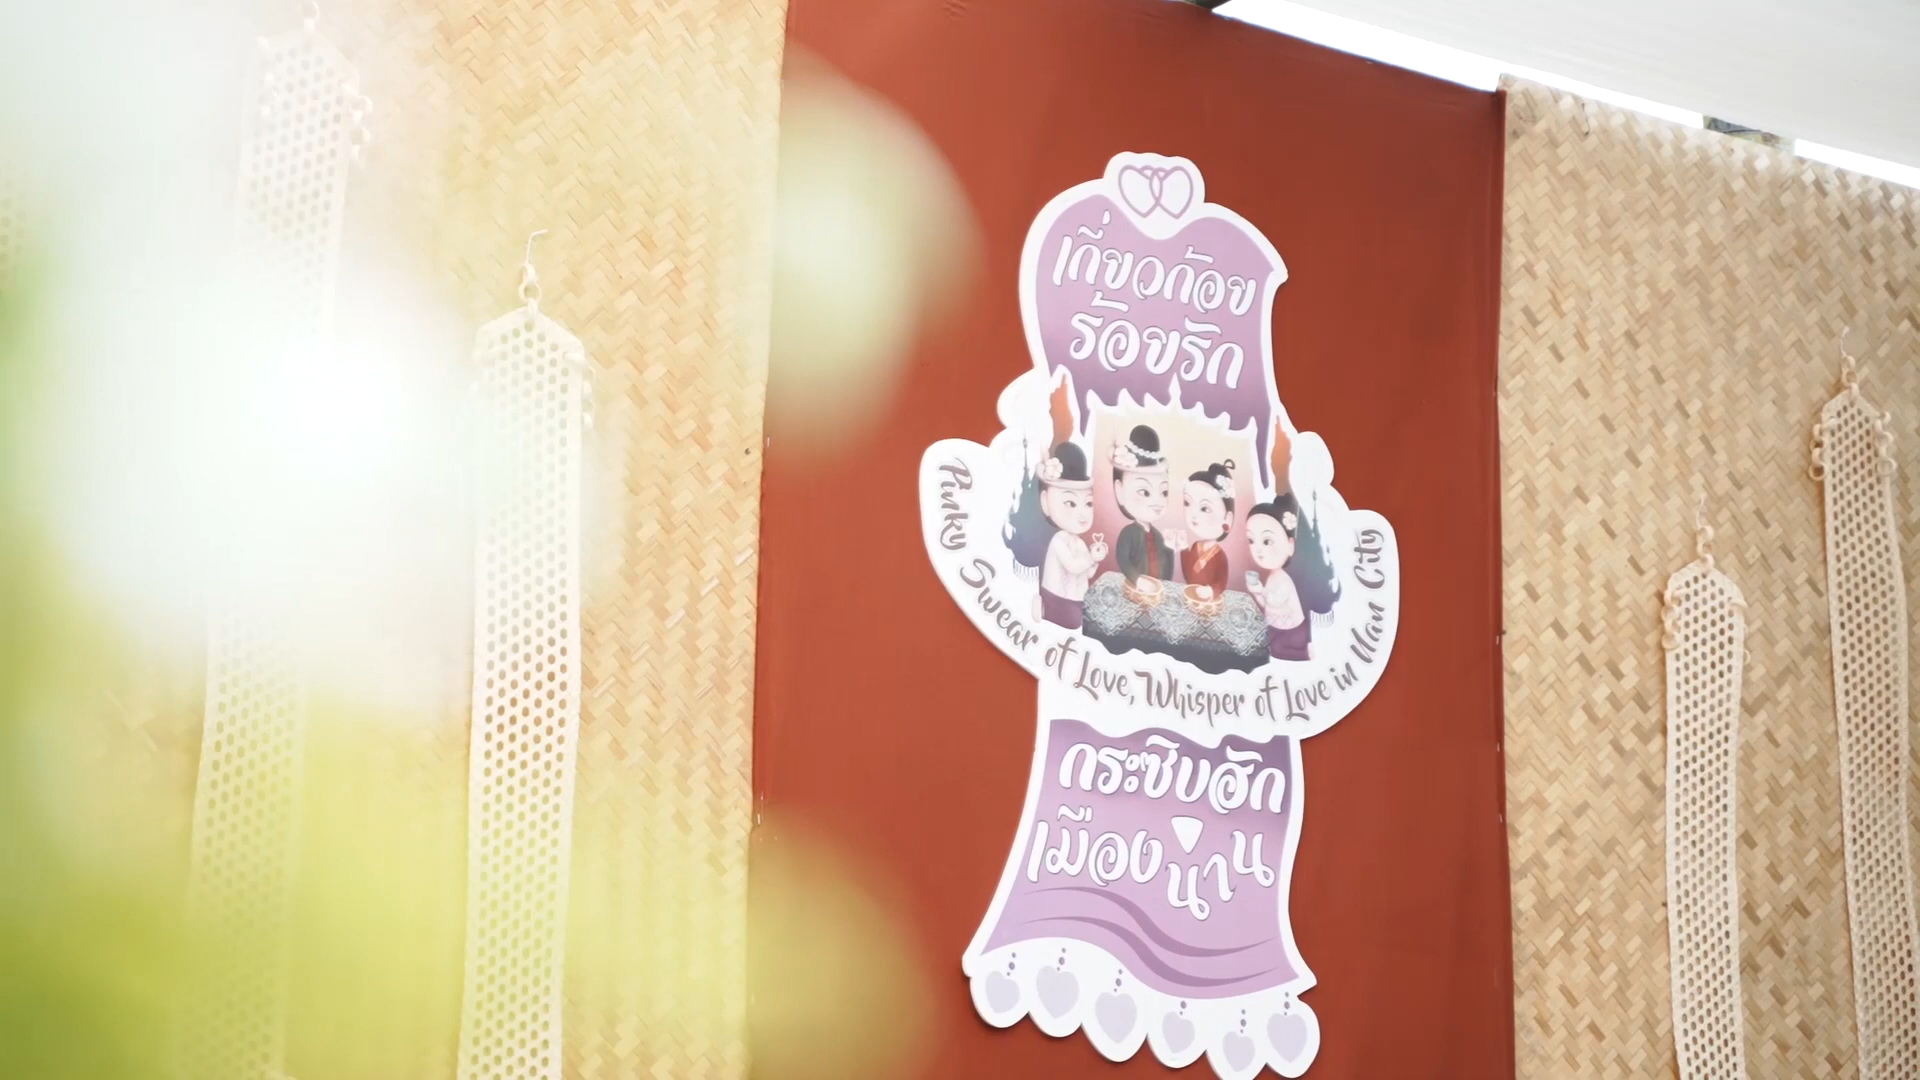 เกี่ยวก้อย
ร้อยรัก
Pinky Swear of Love, Whisper of Love in Nan City
กระซิบฮัก
เมืองน่าน